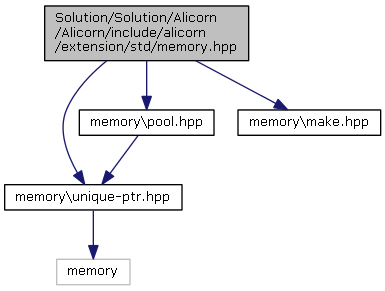 Solution/Solution/Alicorn
/Alicorn/include/alicorn
/extension/std/memory.hpp
memory\pool.hpp
memory\make.hpp
memory\unique-ptr.hpp
memory